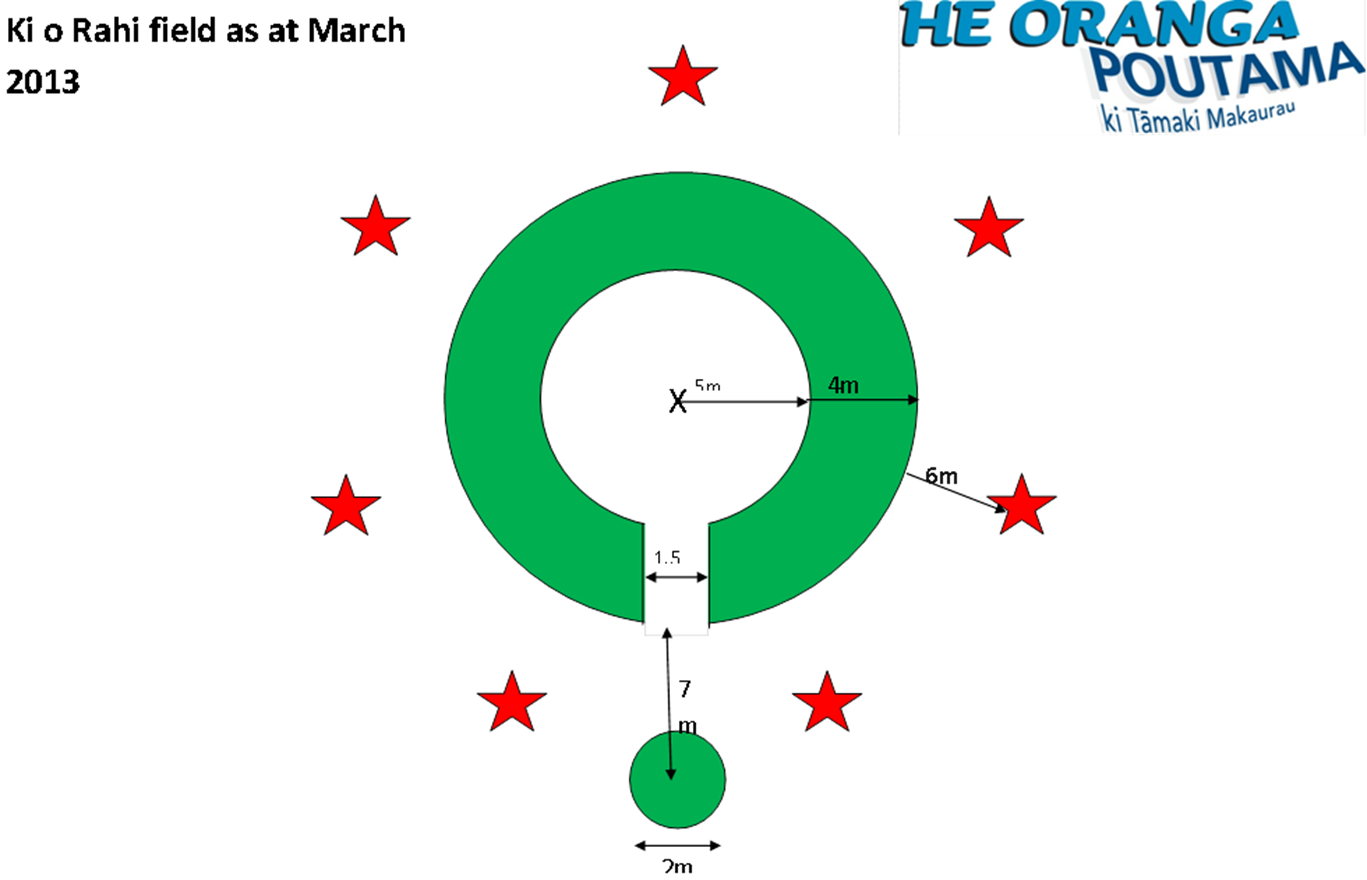 Ki o Rahi field as at March
2013
HE ORANGA
POUTAMA
ki Tāmaki Makaurau
X
5m
4m
6m
1.5
7
m
2m